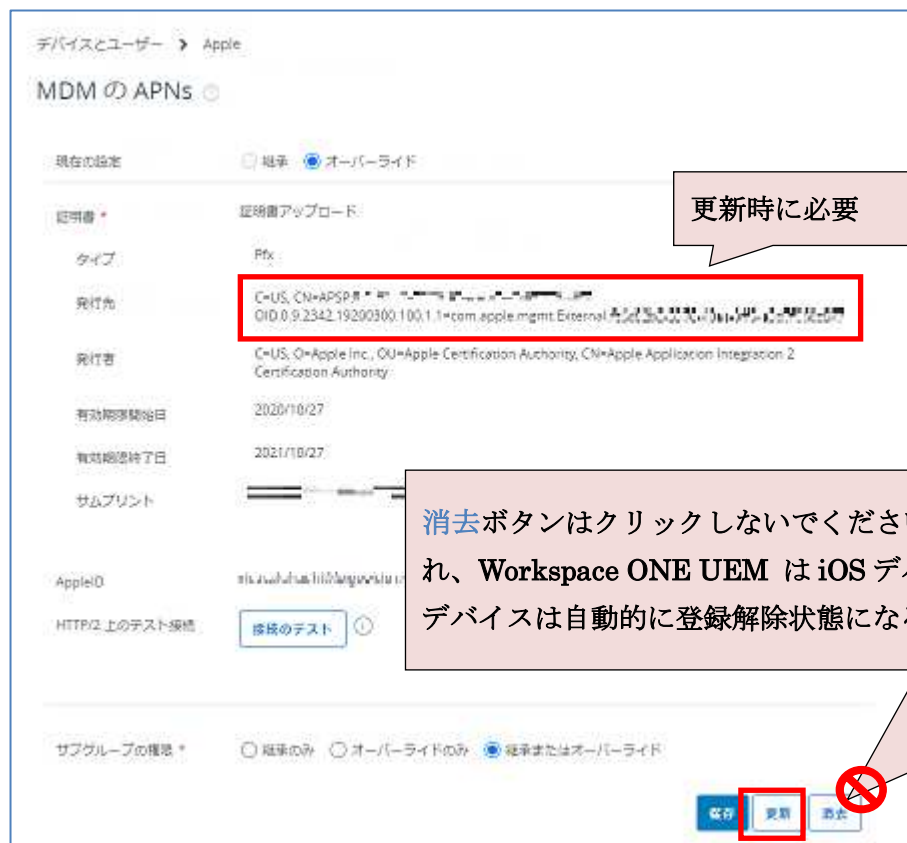 デバイスとユーザー > Apple
MDM の APNs
現在の設定 継承 オーバーライド
更新時に必要
証明書 * 証明書アップロード
タイプ Pfx
発行先 C=US, CN=APSP:
OID.0.9.2342.19200300.100.1.1=com.apple.mgmt.External.
発行者 C=US, O=Apple Inc., OU=Apple Certification Authority, CN=Apple Application Integration 2
Certification Authority
有効期限開始日 2020/10/27
有効期限終了日 2021/10/27
サムプリント
消去ボタンはクリックしないでください
れ、Workspace ONE UEM は iOS デバ
デバイスは自動的に登録解除状態になる
AppleID
HTTP/2 上のテスト接続 接続のテスト
サブグループの権限 * 継承のみ オーバーライドのみ 継承またはオーバーライド
保存 更新 消去